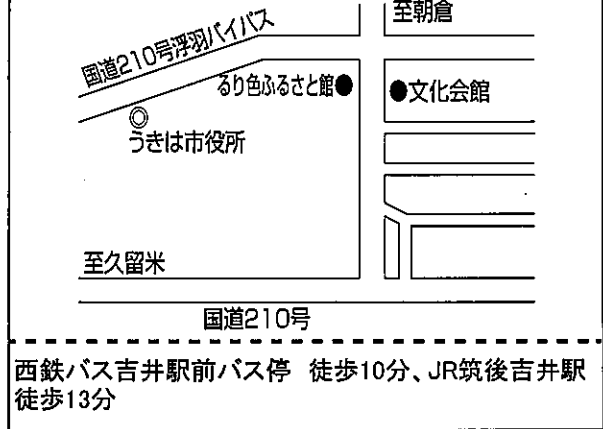 至朝倉
国道210号浮羽バイパス
るり色ふるさと館●
●文化会館
◎
うきは市役所
至久留米
国道210号
西鉄バス吉井駅前バス停 徒歩10分、JR筑後吉井駅
徒歩13分